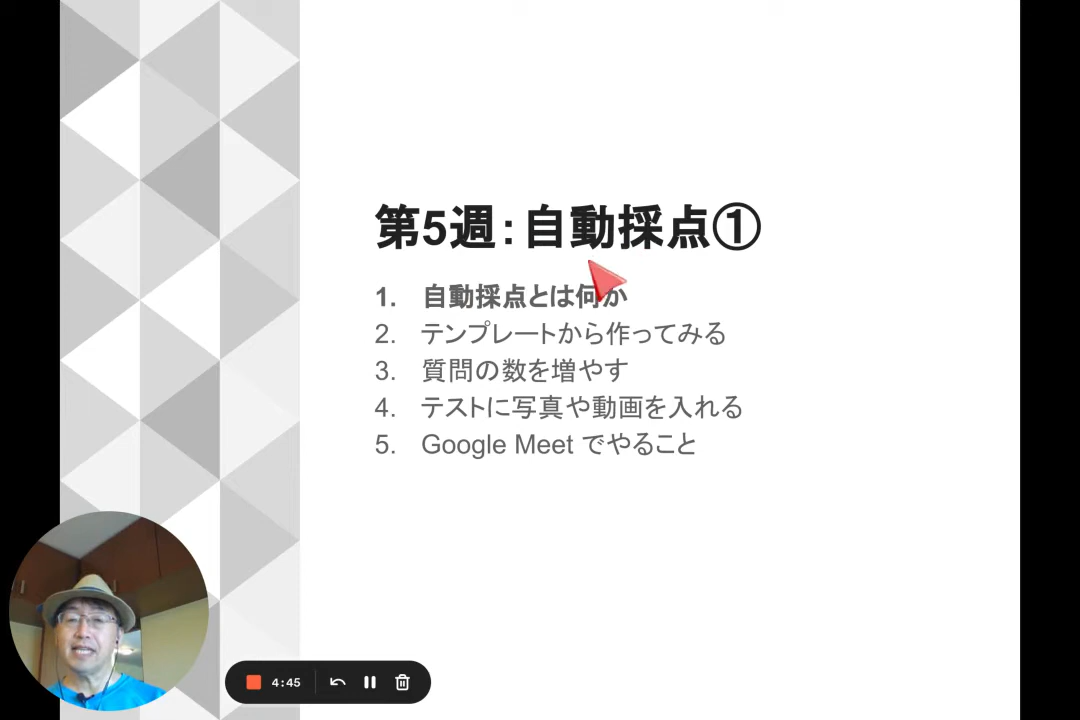 第5週：自動採点①
1. 自動採点とは何か
2. テンプレートから作ってみる
3. 質問の数を増やす
4. テストに写真や動画を入れる
5. Google Meet でやること
4:45